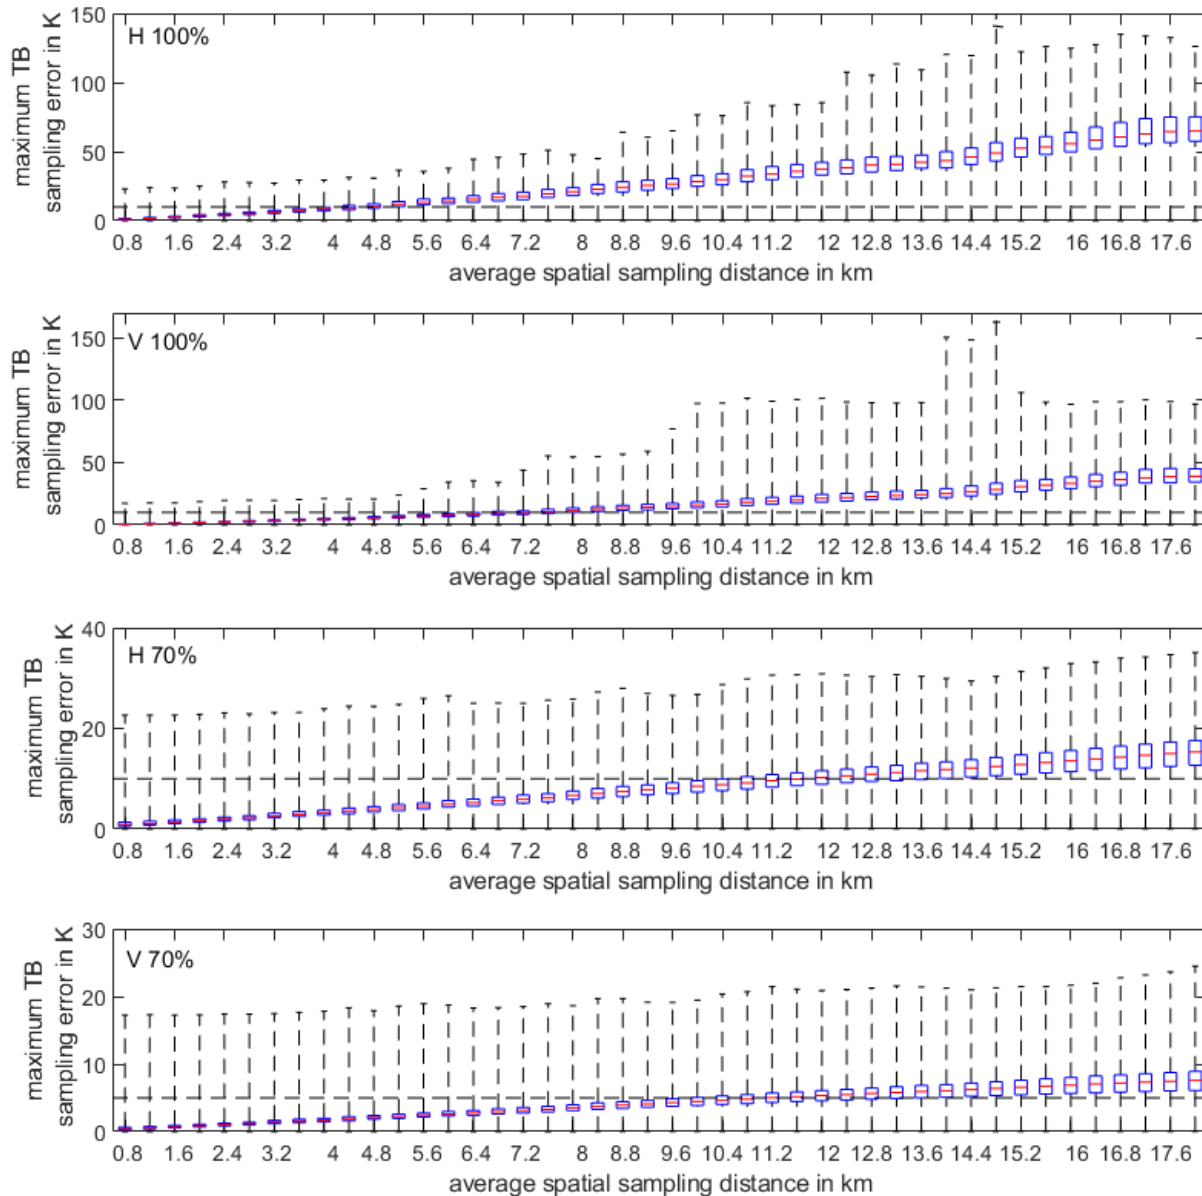 H 100%
150
100
50
0
maximum TB
sampling error in K
0.8 1.6 2.4 3.2 4 4.8 5.6 6.4 7.2 8 8.8 9.6 10.4 11.2 12 12.8 13.6 14.4 15.2 16 16.8 17.6
average spatial sampling distance in km
V 100%
150
100
50
0
maximum TB
sampling error in K
0.8 1.6 2.4 3.2 4 4.8 5.6 6.4 7.2 8 8.8 9.6 10.4 11.2 12 12.8 13.6 14.4 15.2 16 16.8 17.6
average spatial sampling distance in km
H 70%
40
20
0
maximum TB
sampling error in K
0.8 1.6 2.4 3.2 4 4.8 5.6 6.4 7.2 8 8.8 9.6 10.4 11.2 12 12.8 13.6 14.4 15.2 16 16.8 17.6
average spatial sampling distance in km
V 70%
30
20
10
0
maximum TB
sampling error in K
0.8 1.6 2.4 3.2 4 4.8 5.6 6.4 7.2 8 8.8 9.6 10.4 11.2 12 12.8 13.6 14.4 15.2 16 16.8 17.6
average spatial sampling distance in km